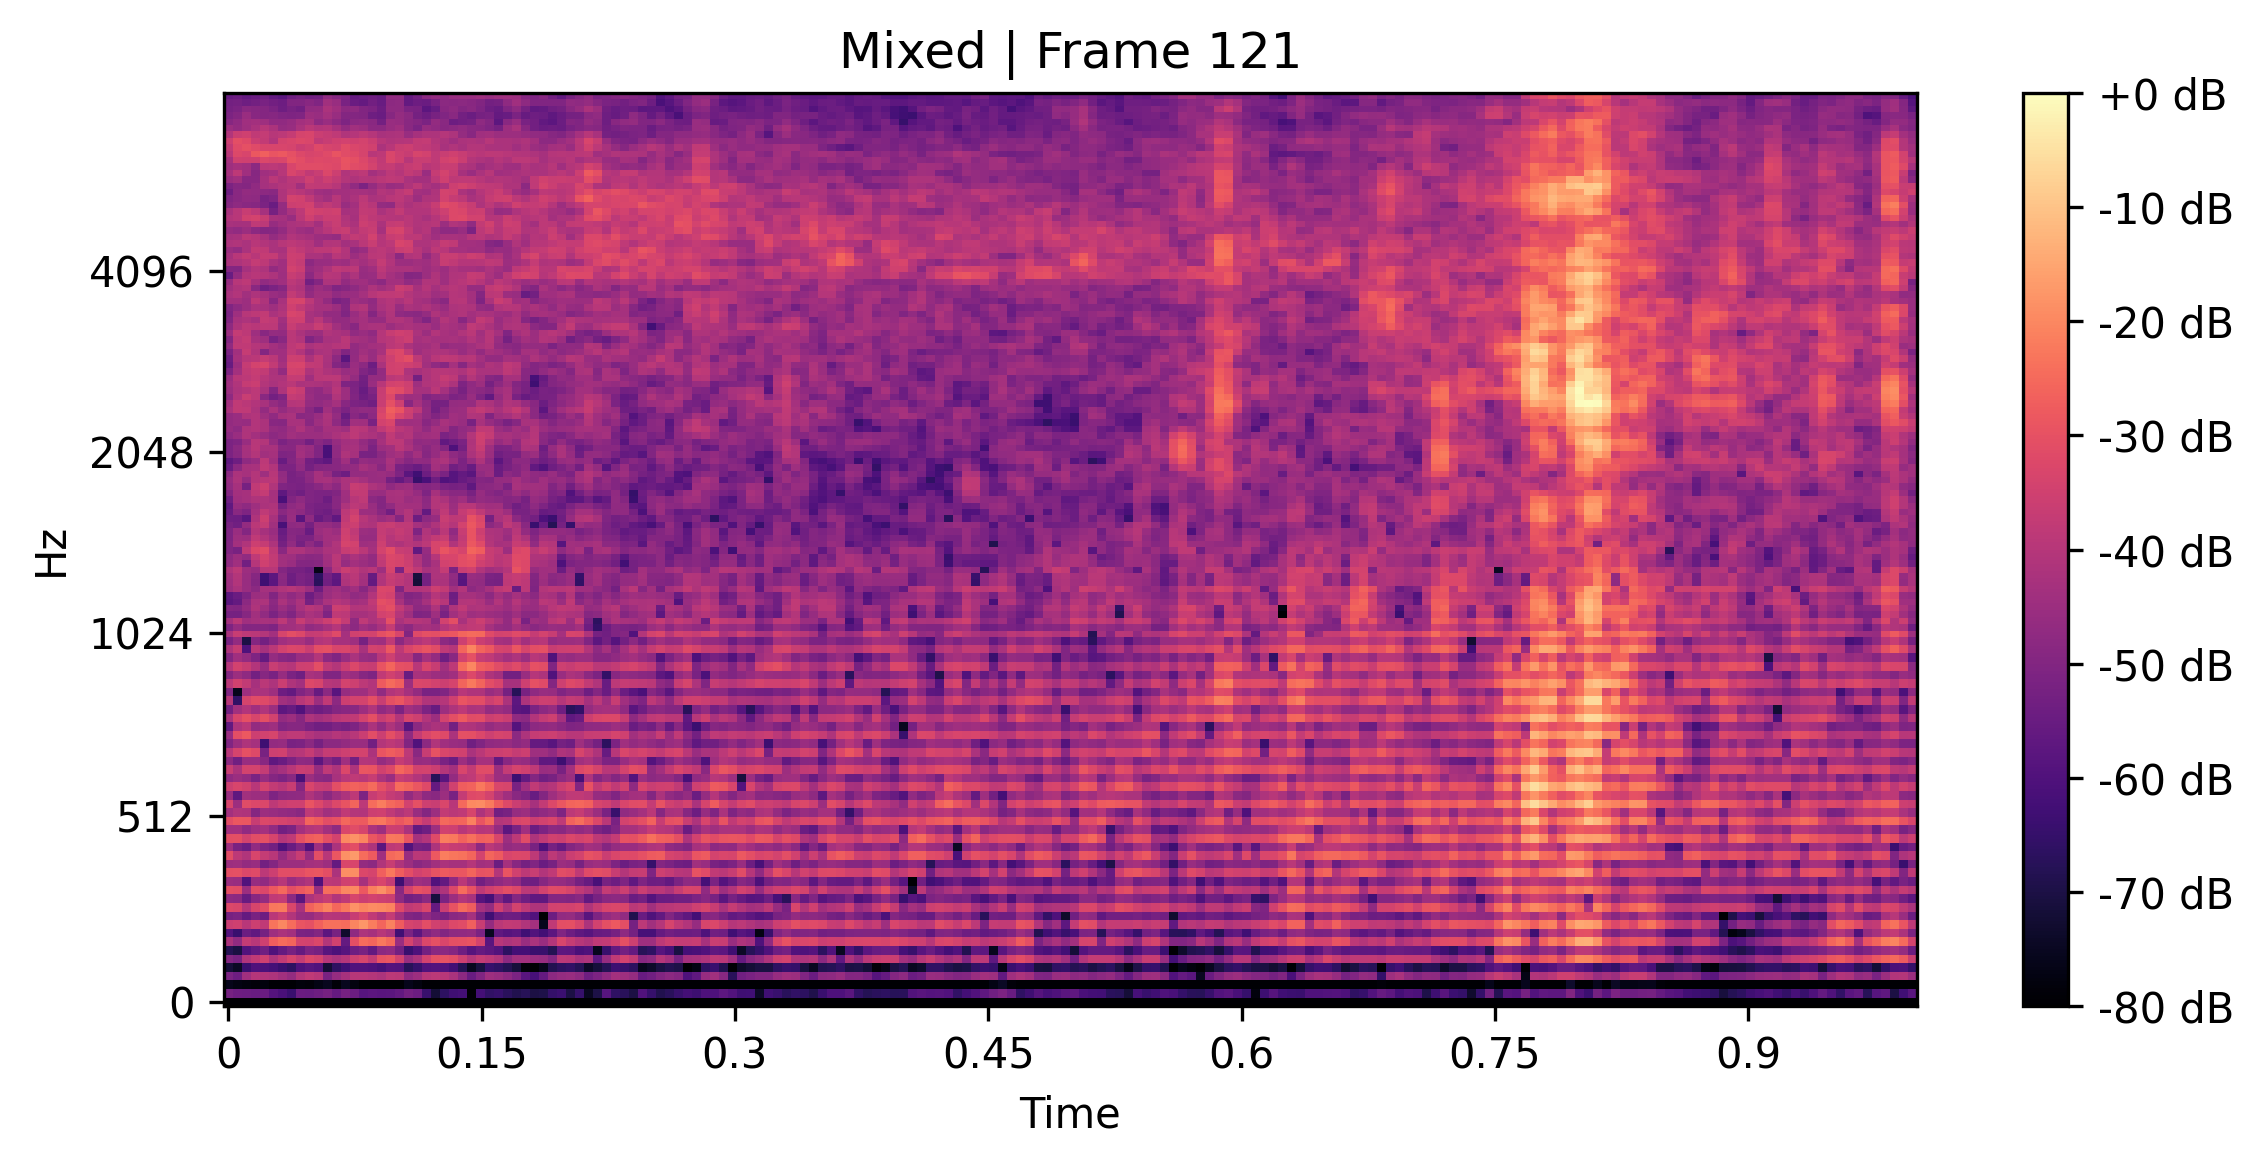 Mixed | Frame 121
Hz
4096
2048
1024
512
0
0 0.15 0.3 0.45 0.6 0.75 0.9
Time
+0 dB
-10 dB
-20 dB
-30 dB
-40 dB
-50 dB
-60 dB
-70 dB
-80 dB